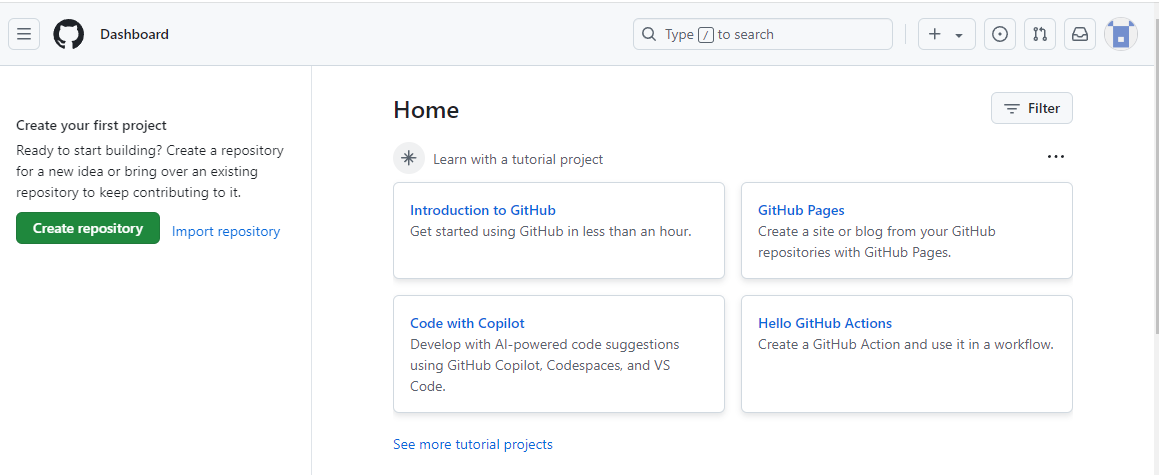 Dashboard
Type / to search
Create your first project
Ready to start building? Create a repository
for a new idea or bring over an existing
repository to keep contributing to it.
Create repository
Import repository
Home
Filter
Learn with a tutorial project
Introduction to GitHub
Get started using GitHub in less than an hour.
GitHub Pages
Create a site or blog from your GitHub
repositories with GitHub Pages.
Code with Copilot
Develop with AI-powered code suggestions
using GitHub Copilot, Codespaces, and VS
Code.
Hello GitHub Actions
Create a GitHub Action and use it in a workflow.
See more tutorial projects